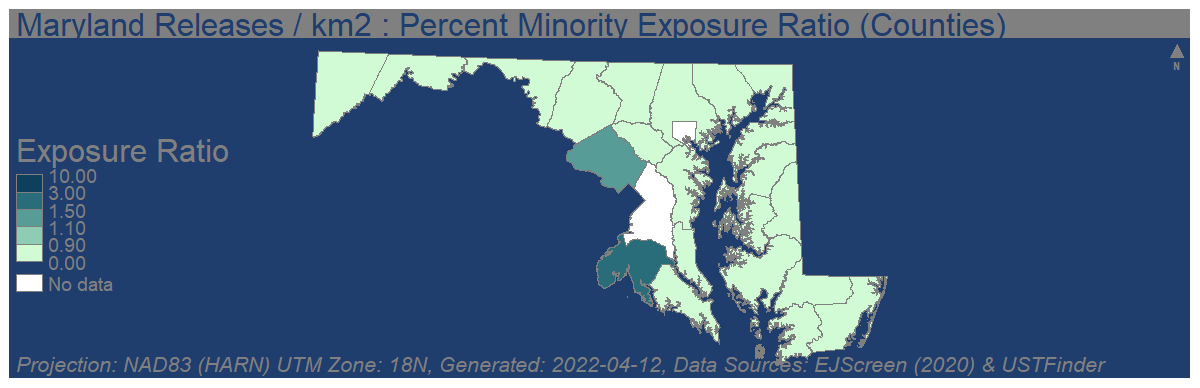 Maryland Releases / km2 : Percent Minority Exposure Ratio (Counties)
N
Exposure Ratio
10.00
3.00
1.50
1.10
0.90
0.00
No data
Projection: NAD83 (HARN) UTM Zone: 18N, Generated: 2022-04-12, Data Sources: EJScreen (2020) & USTFinder